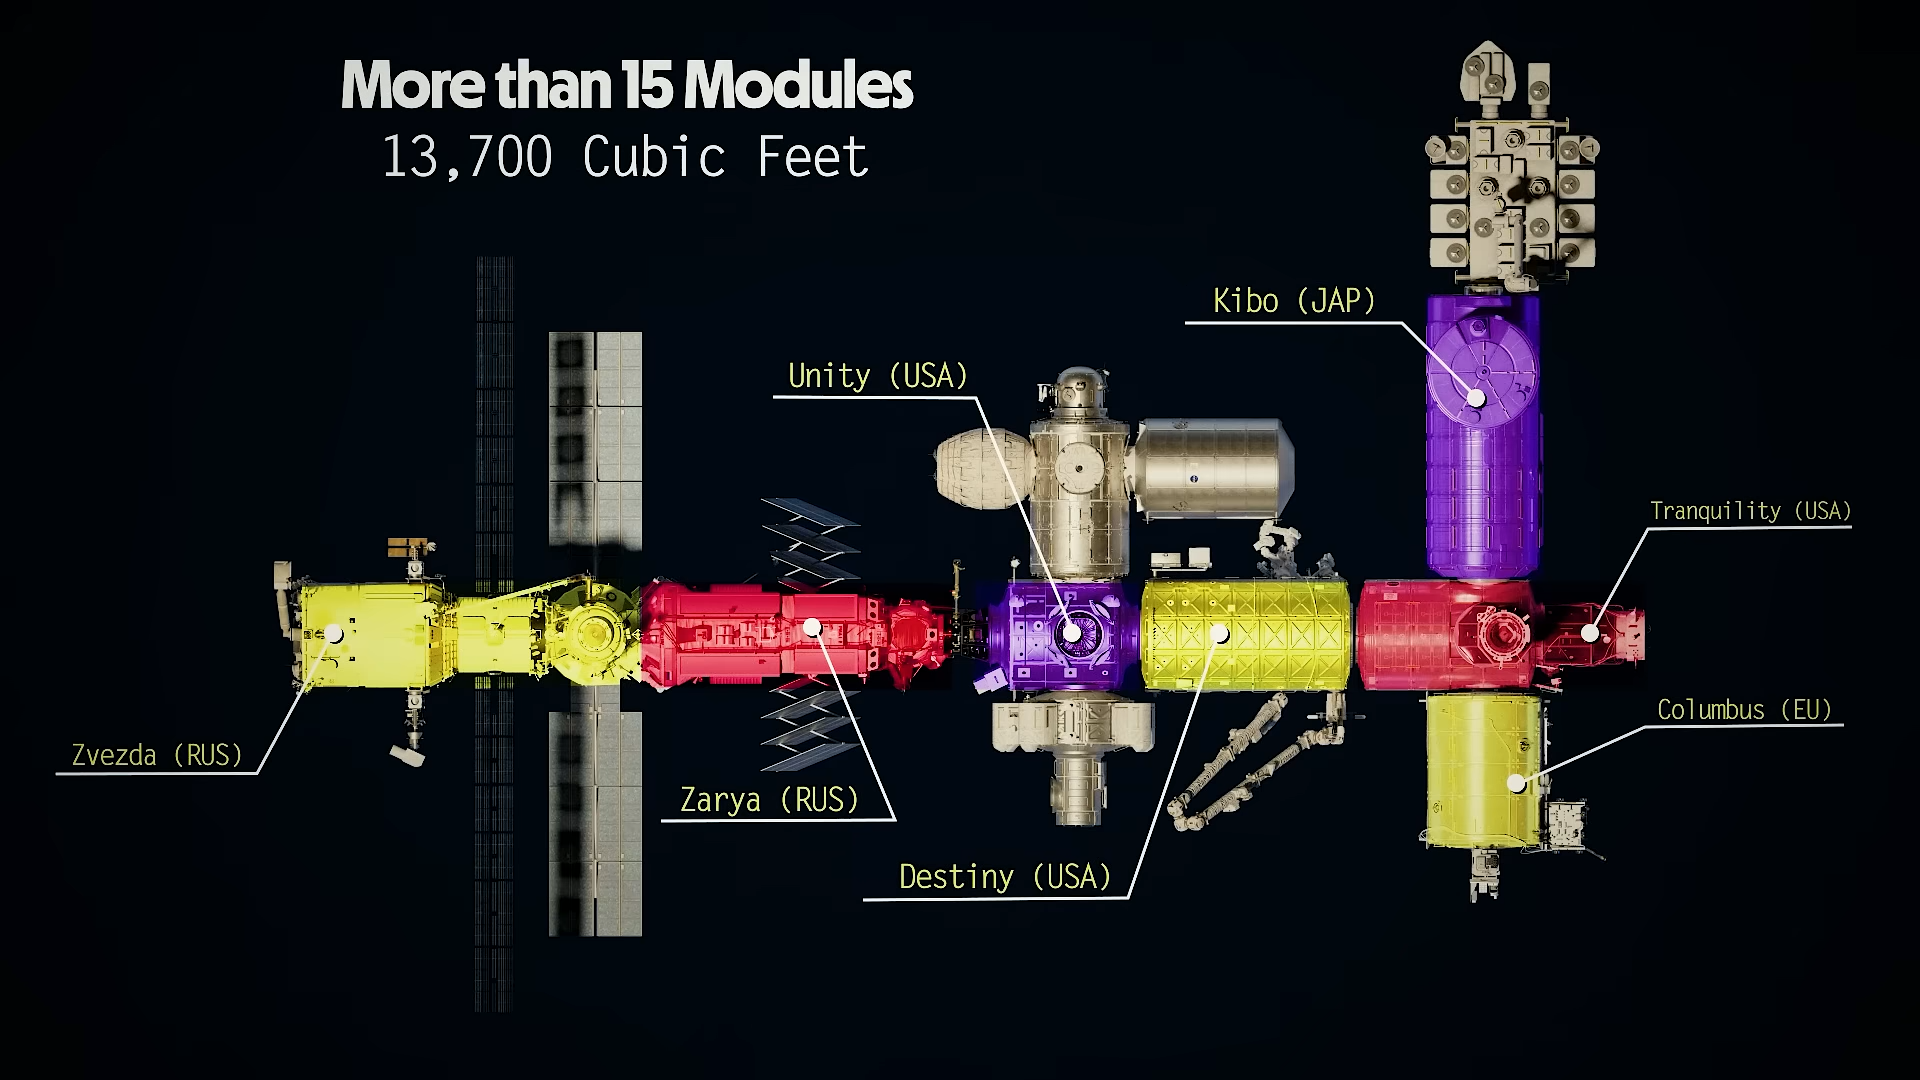 More than 15 Modules
13,700 Cubic Feet
Kibo (JAP)
Unity (USA)
Tranquility (USA)
Columbus (EU)
Zvezda (RUS)
Zarya (RUS)
Destiny (USA)